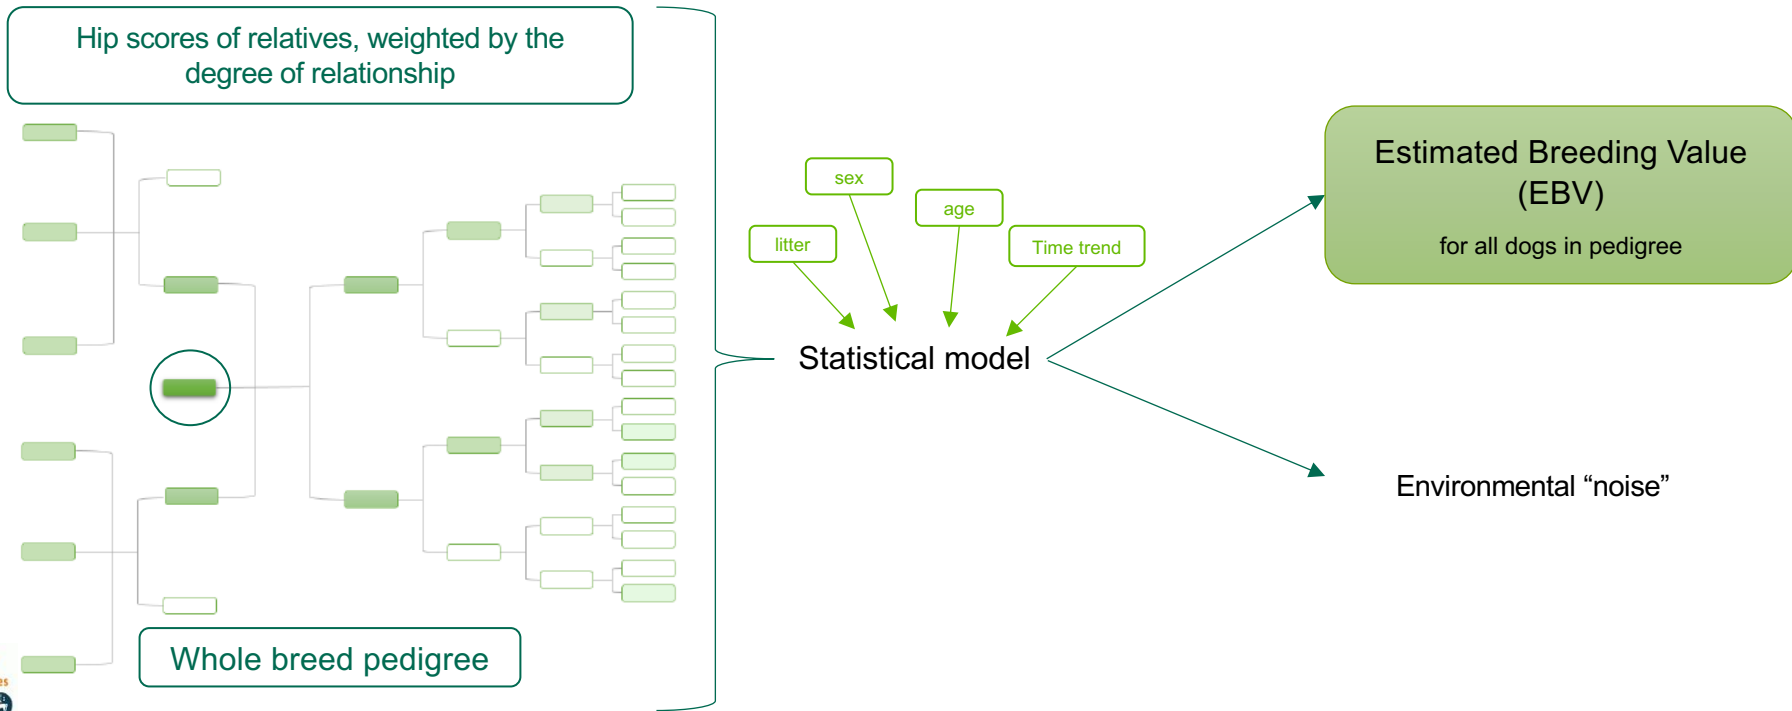 Hip scores of relatives, weighted by the
degree of relationship
sex
age
litter
Time trend
Statistical model
Estimated Breeding Value
(EBV)
for all dogs in pedigree
Environmental “noise”
Whole breed pedigree